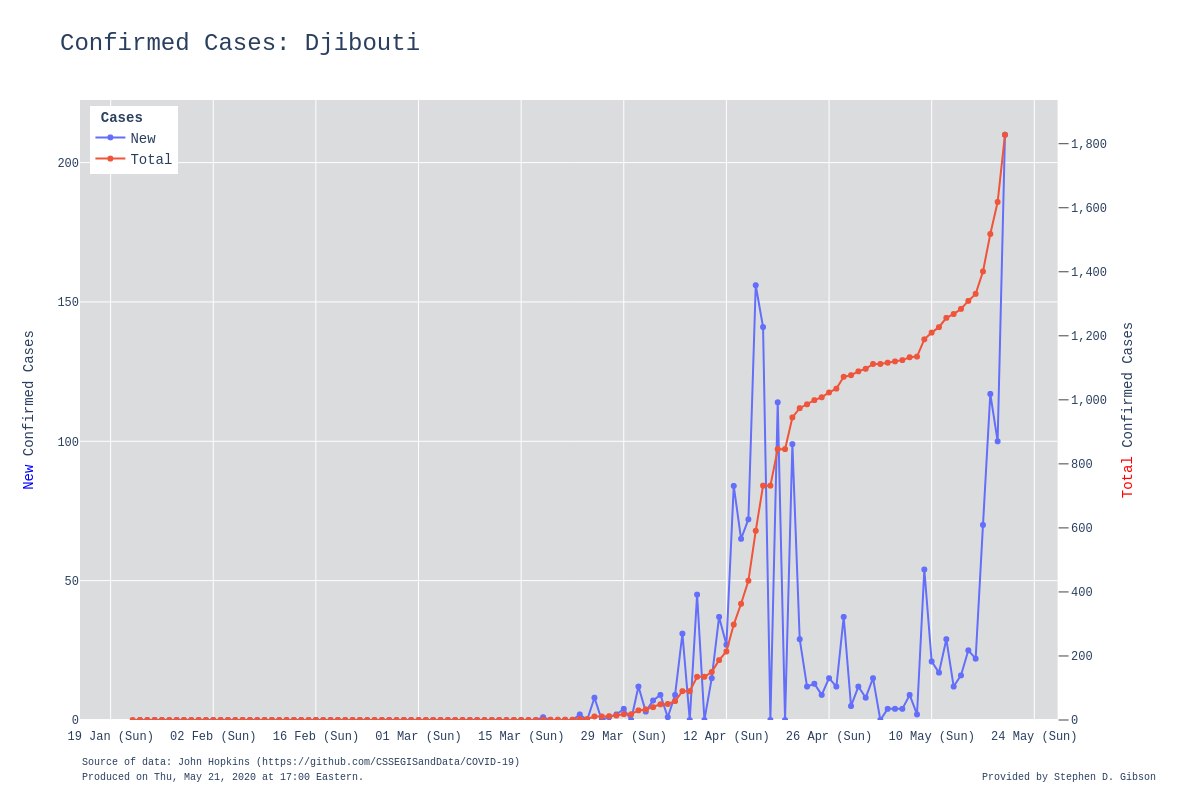 Confirmed Cases: Djibouti
Cases
New
Total
200
150
100
50
0
New Confirmed Cases
1,800
1,600
1,400
1,200
1,000
800
600
400
200
0
Total Confirmed Cases
19 Jan (Sun) 02 Feb (Sun) 16 Feb (Sun) 01 Mar (Sun) 15 Mar (Sun) 29 Mar (Sun) 12 Apr (Sun) 26 Apr (Sun) 10 May (Sun) 24 May (Sun)
Source of data: John Hopkins (https://github.com/CSSEGISandData/COVID-19)
Produced on Thu, May 21, 2020 at 17:00 Eastern.
Provided by Stephen D. Gibson